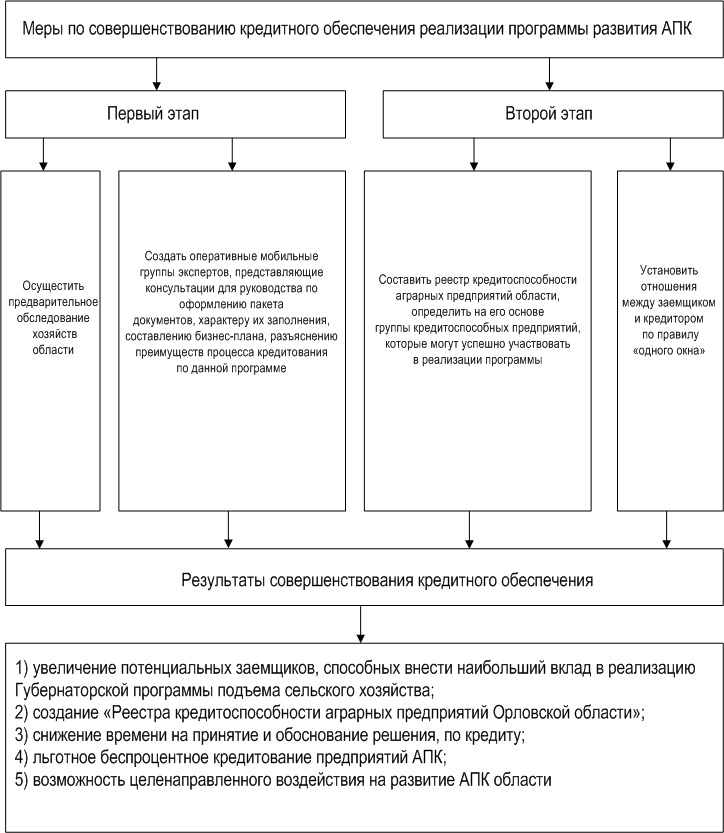 Меры по совершенствованию кредитного обеспечения реализации программы развития АПК
Первый этап
Второй этап
Осущестить
предварительное
обследование
хозяйств
области
Создать оперативные мобильные
группы экспертов, представляющие
консультации для руководства по
оформлению пакета
документов, характеру их заполнения,
составлению бизнес-плана, разъяснению
преимуществ процесса кредитования
по данной программе
Составить реестр кредитоспособности
аграрных предприятий области,
определить на его основе
группы кредитоспособных предприятий,
которые могут успешно участвовать
в реализации программы
Установить
отношения
между заемщиком
и кредитором
по правилу
«одного окна»
Результаты совершенствования кредитного обеспечения
1) увеличение потенциальных заемщиков, способных внести наибольший вклад в реализацию
Губернаторской программы подъема сельского хозяйства;
2) создание «Реестра кредитоспособности аграрных предприятий Орловской области»;
3) снижение времени на принятие и обоснование решения, по кредиту;
4) льготное беспроцентное кредитование предприятий АПК;
5) возможность целенаправленного воздействия на развитие АПК области